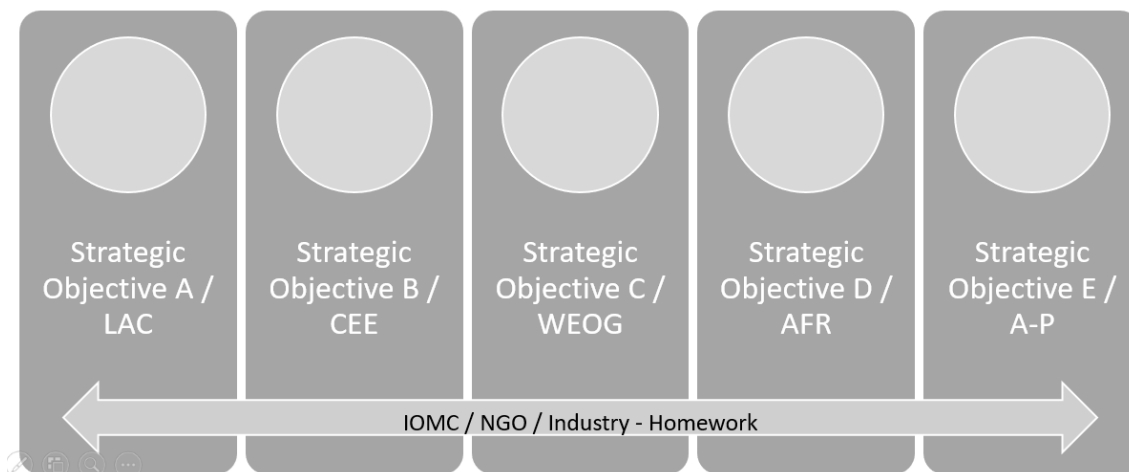 Strategic
Objective A /
LAC
Strategic
Objective B /
CEE
Strategic
Objective C /
WEOG
Strategic
Objective D /
AFR
Strategic
Objective E /
A-P
IOMC / NGO / Industry - Homework